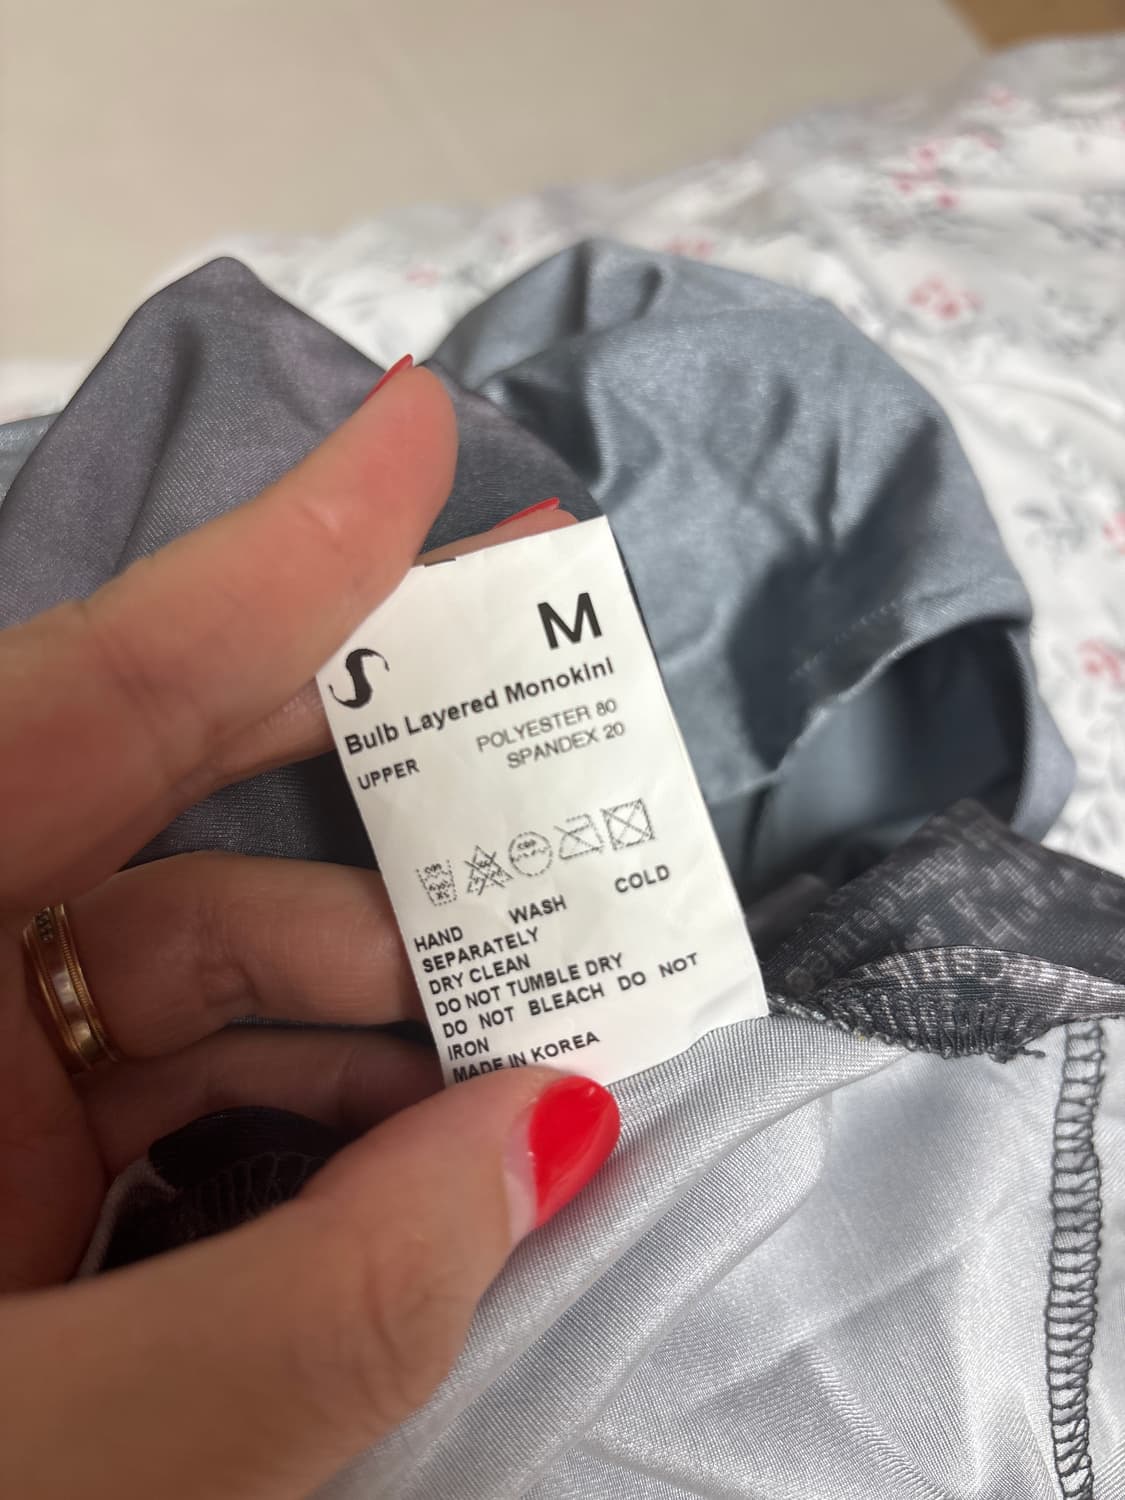 M
S
Bulb Layered Monokini
UPPER
POLYESTER 80
SPANDEX 20
HAND WASH COLD
SEPARATELY
DRY CLEAN
DO NOT TUMBLE DRY
DO NOT BLEACH DO NOT
IRON
MADE IN KOREA